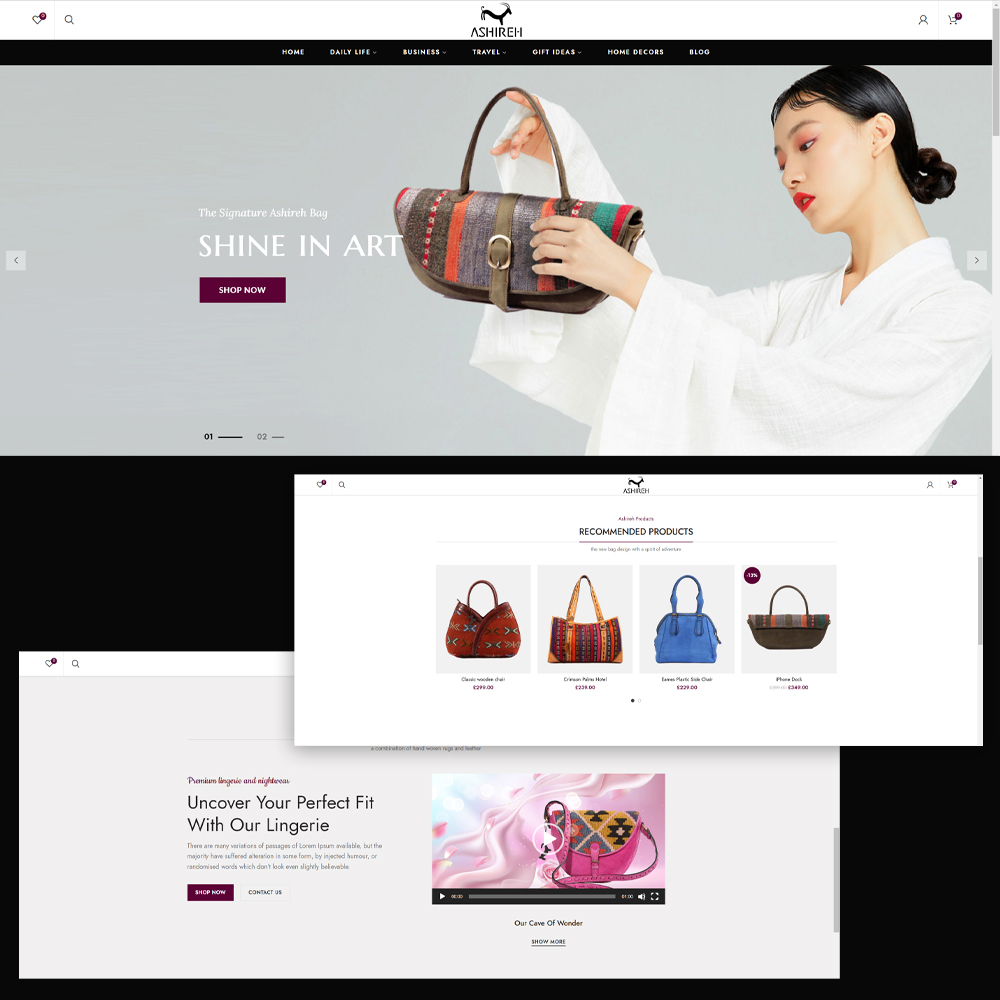 0
ASHIREH
0
HOME DAILY LIFE BUSINESS TRAVEL GIFT IDEAS HOME DECORS BLOG
The Signature Ashireh Bag
SHINE IN ART
SHOP NOW
01 02
0
ASHIREH
0
Ashireh Products
RECOMMENDED PRODUCTS
the new bag design with a spirit of adventure
-13%
Classic wooden chair
£299.00
Crimson Palms Hotel
£239.00
Eames Plastic Side Chair
£229.00
iPhone Dock
£349.00
0
a combination of hand woven rugs and leather
Premium lingerie and nightwear
Uncover Your Perfect Fit
With Our Lingerie
There are many variations of passages of Lorem Ipsum available, but the
majority have suffered alteration in some form, by injected humour, or
randomised words which don't look even slightly believable.
SHOP NOW CONTACT US
00:00 01:00
Our Cave Of Wonder
SHOW MORE